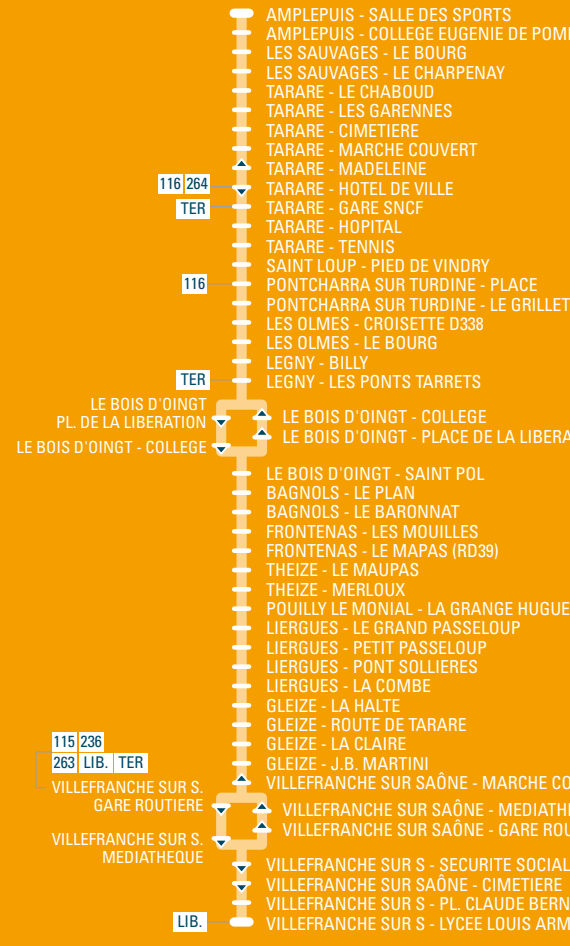 AMPLEPUIS - SALLE DES SPORTS
AMPLEPUIS - COLLEGE EUGENIE DE POM
LES SAUVAGES - LE BOURG
LES SAUVAGES - LE CHARPENAY
TARARE - LE CHABOUD
TARARE - LES GARENNES
TARARE - CIMETIERE
TARARE - MARCHE COUVERT
TARARE - MADELEINE
116 264
TARARE - HOTEL DE VILLE
TER
TARARE - GARE SNCF
TARARE - HOPITAL
TARARE - TENNIS
SAINT LOUP - PIED DE VINDRY
116
PONTCHARRA SUR TURDINE - PLACE
PONTCHARRA SUR TURDINE - LE GRILLET
LES OLMES - CROISETTE D338
LES OLMES - LE BOURG
LEGNY - BILLY
TER
LEGNY - LES PONTS TARRETS
LE BOIS D'OINGT
PL. DE LA LIBERATION
LE BOIS D'OINGT - COLLEGE
LE BOIS D'OINGT - COLLEGE
LE BOIS D'OINGT - PLACE DE LA LIBERA
LE BOIS D'OINGT - SAINT POL
BAGNOLS - LE PLAN
BAGNOLS - LE BARONNAT
FRONTENAS - LES MOUILLES
FRONTENAS - LE MAPAS (RD39)
THEIZE - LE MAUPAS
THEIZE - MERLOUX
POUILLY LE MONIAL - LA GRANGE HUGUE
LIERGUES - LE GRAND PASSELOUP
LIERGUES - PETIT PASSELOUP
LIERGUES - PONT SOLLIERES
LIERGUES - LA COMBE
GLEIZE - LA HALTE
GLEIZE - ROUTE DE TARARE
GLEIZE - LA CLAIRE
GLEIZE - J.B. MARTINI
115 236
263 LIB. TER
VILLEFRANCHE SUR S.
GARE ROUTIERE
VILLEFRANCHE SUR S.
MEDIATHEQUE
VILLEFRANCHE SUR SAÔNE - MARCHE CO
VILLEFRANCHE SUR SAÔNE - MEDIATH
VILLEFRANCHE SUR SAÔNE - GARE ROU
VILLEFRANCHE SUR S - SECURITE SOCIAL
VILLEFRANCHE SUR SAÔNE - CIMETIERE
VILLEFRANCHE SUR S - PL. CLAUDE BERN
LIB.
VILLEFRANCHE SUR S - LYCEE LOUIS ARM